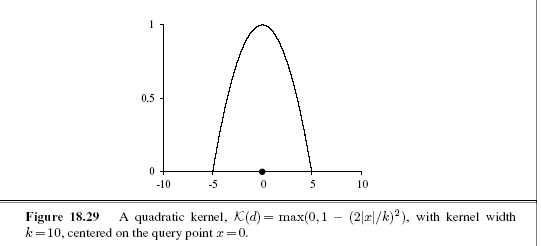 1
0.5
0
-10 -5 0 5 10
Figure 18.29 A quadratic kernel, K(d) = max(0, 1 − (2|x|/k)²), with kernel width
k = 10, centered on the query point x = 0.